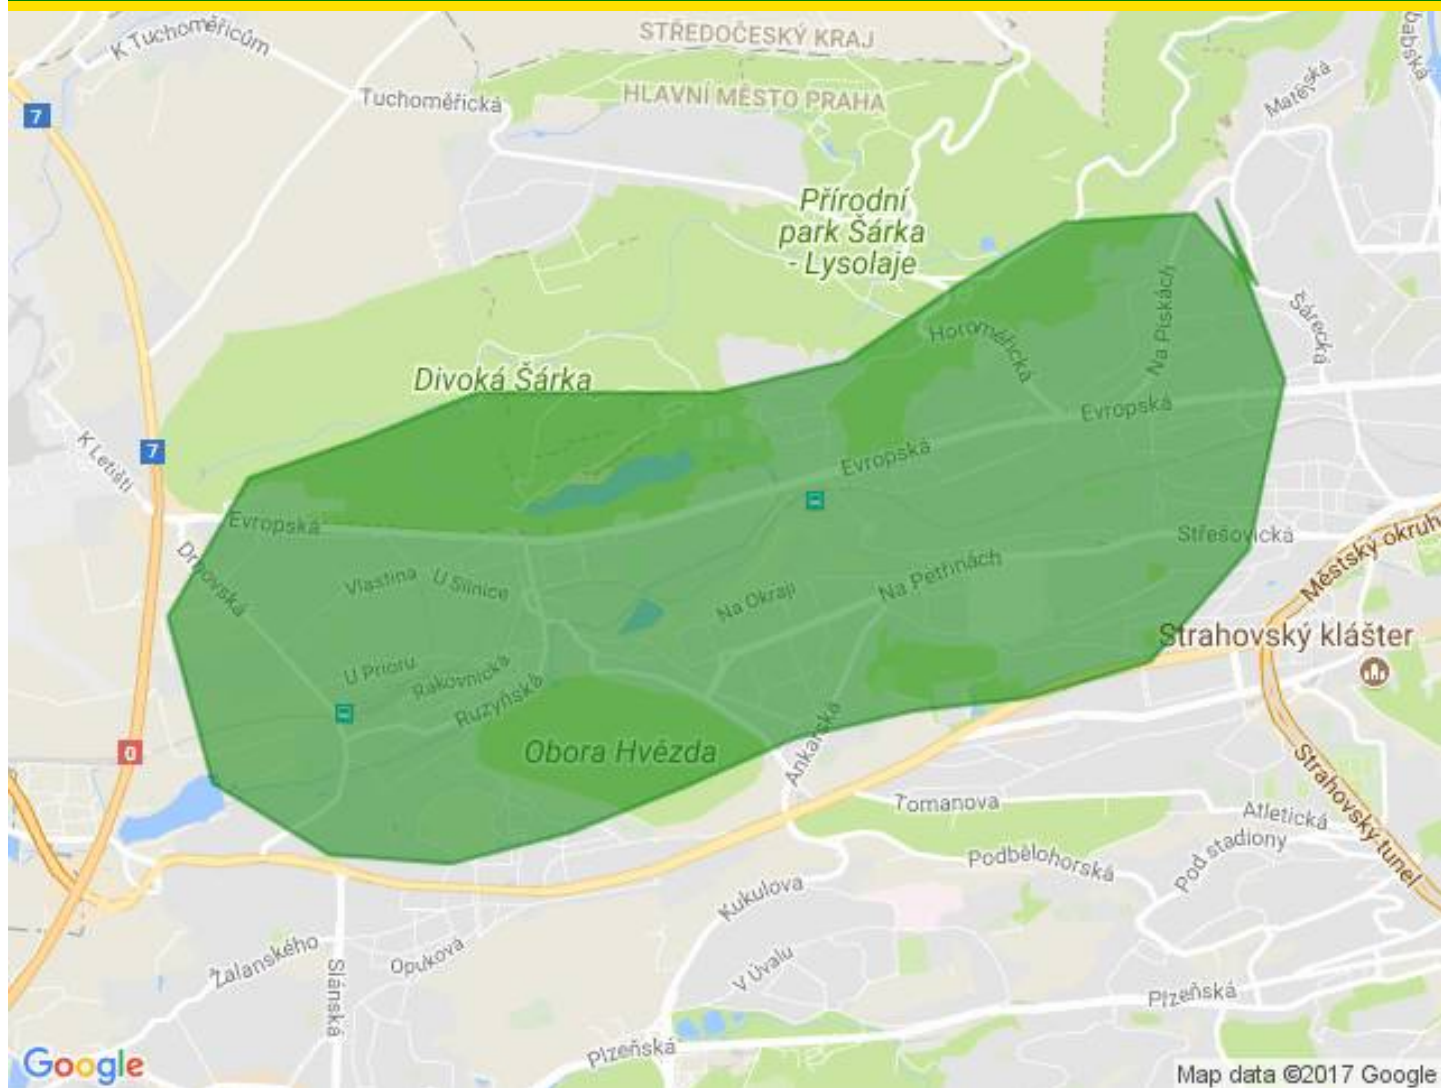 STŘEDOČESKÝ KRAJ
K Tuchoměřicům
Tuchoměřická
HLAVNÍ MĚSTO PRAHA
Matějská
7
Přírodní
park Šárka
- Lysolaje
Horoměřická
Na Pískách
Šárecká
Divoká Šárka
Evropská
K Letišti
7
Evropská
Evropská
Drnovská
Střešovická
Městský okruh
Vlastina
U Silnice
Na Okraji
Na Petřinách
Strahovský klášter
U Prioru
Rakovnická
Ruzyňská
Ankarská
0
Obora Hvězda
Strahovský tunel
Tomanova
Atletická
Podbělohorská
Pod stadiony
Kukulova
Žalanského
Opuková
Slánská
V Úvalu
Plzeňská
Plzeňská
Google
Map data ©2017 Google